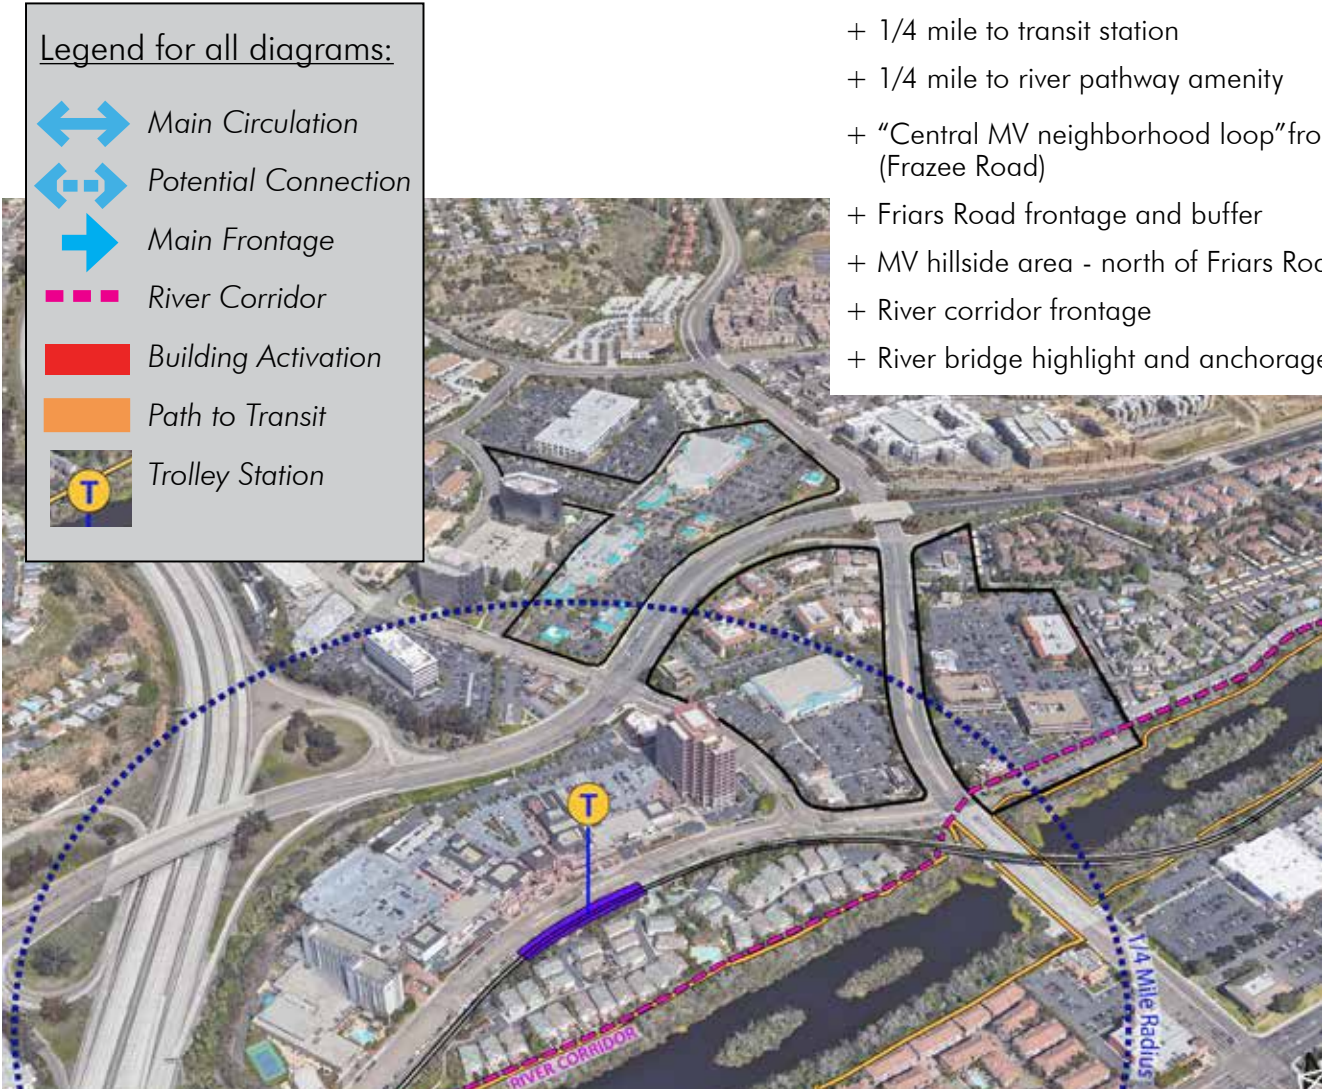 Legend for all diagrams:
Main Circulation
Potential Connection
Main Frontage
River Corridor
Building Activation
Path to Transit
T
Trolley Station
+ 1/4 mile to transit station
+ 1/4 mile to river pathway amenity
+ “Central MV neighborhood loop”fro
(Frazee Road)
+ Friars Road frontage and buffer
+ MV hillside area - north of Friars Roa
+ River corridor frontage
+ River bridge highlight and anchorage
T
1/4 Mile Radius
RIVER CORRIDOR